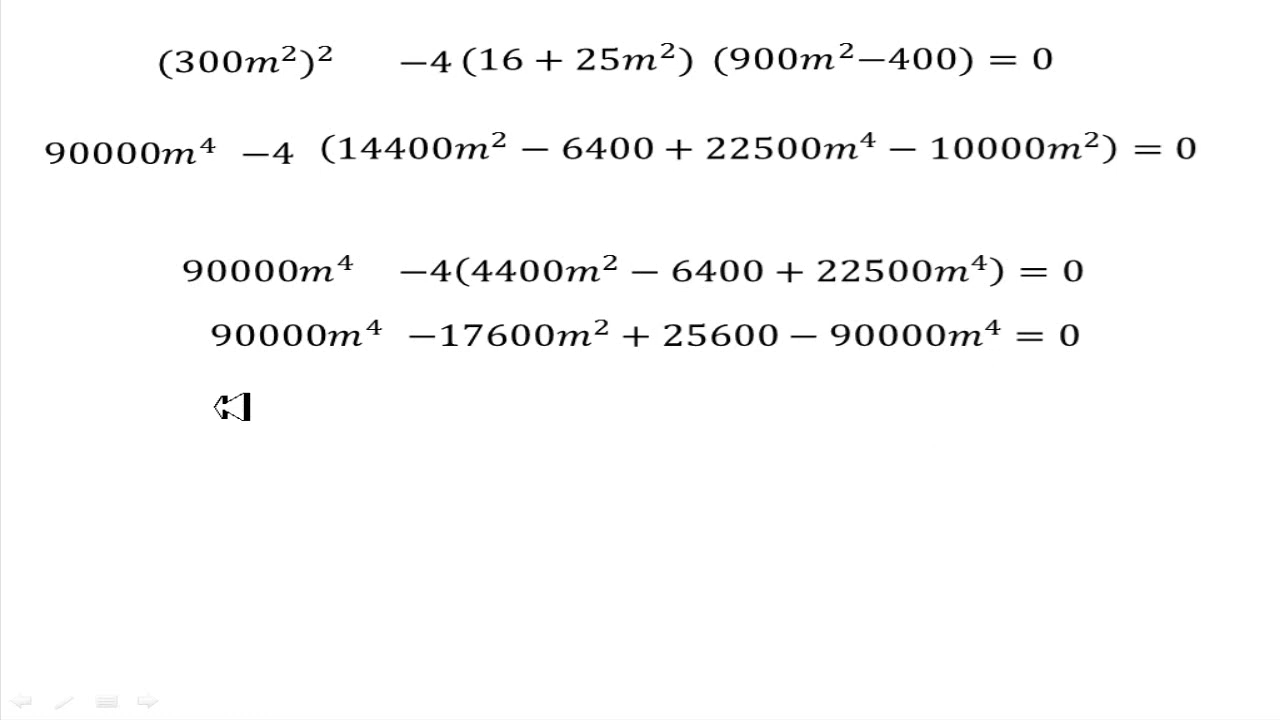 (300m²)² −4 (16 + 25m²) (900m²−400) = 0
90000m⁴ −4 (14400m² − 6400 + 22500m⁴ − 10000m²) = 0
90000m⁴ −4(4400m² − 6400 + 22500m⁴) = 0
90000m⁴ −17600m² + 25600 − 90000m⁴ = 0